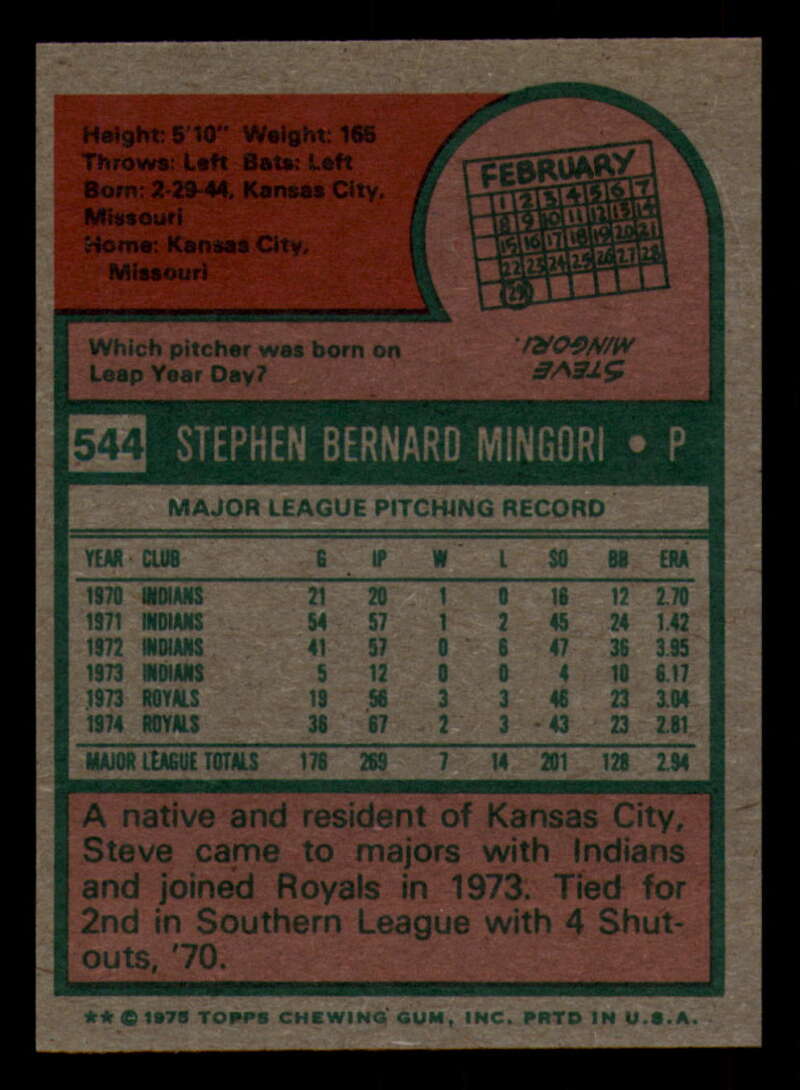 Height: 5'10" Weight: 165
Throws: Left Bats: Left
Born: 2-29-44, Kansas City,
Missouri
Home: Kansas City,
Missouri
FEBRUARY
1 2 3 4 5 6 7
8 9 10 11 12 13 14
15 16 17 18 19 20 21
22 23 24 25 26 27 28
29
Which pitcher was born on
Leap Year Day?
STEVE
MINGORI.
544 STEPHEN BERNARD MINGORI • P
MAJOR LEAGUE PITCHING RECORD
YEAR CLUB G IP W L SO BB ERA
1970 INDIANS 21 20 1 0 16 12 2.70
1971 INDIANS 54 57 1 2 45 24 1.42
1972 INDIANS 41 57 0 6 47 36 3.95
1973 INDIANS 5 12 0 0 4 10 6.17
1973 ROYALS 19 56 3 3 46 23 3.04
1974 ROYALS 36 67 2 3 43 23 2.81
MAJOR LEAGUE TOTALS 176 269 7 14 201 128 2.94
A native and resident of Kansas City,
Steve came to majors with Indians
and joined Royals in 1973. Tied for
2nd in Southern League with 4 Shut-
outs, '70.
** © 1975 TOPPS CHEWING GUM, INC. PRTD IN U.S.A.